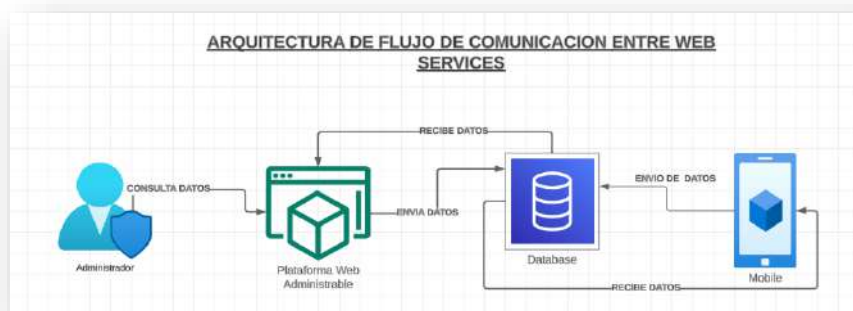 ARQUITECTURA DE FLUJO DE COMUNICACION ENTRE WEB
SERVICES
RECIBE DATOS
CONSULTA DATOS
ENVIO DE DATOS
ENVIA DATOS
Administrador
Plataforma Web
Administrable
Database
Mobile
RECIBE DATOS